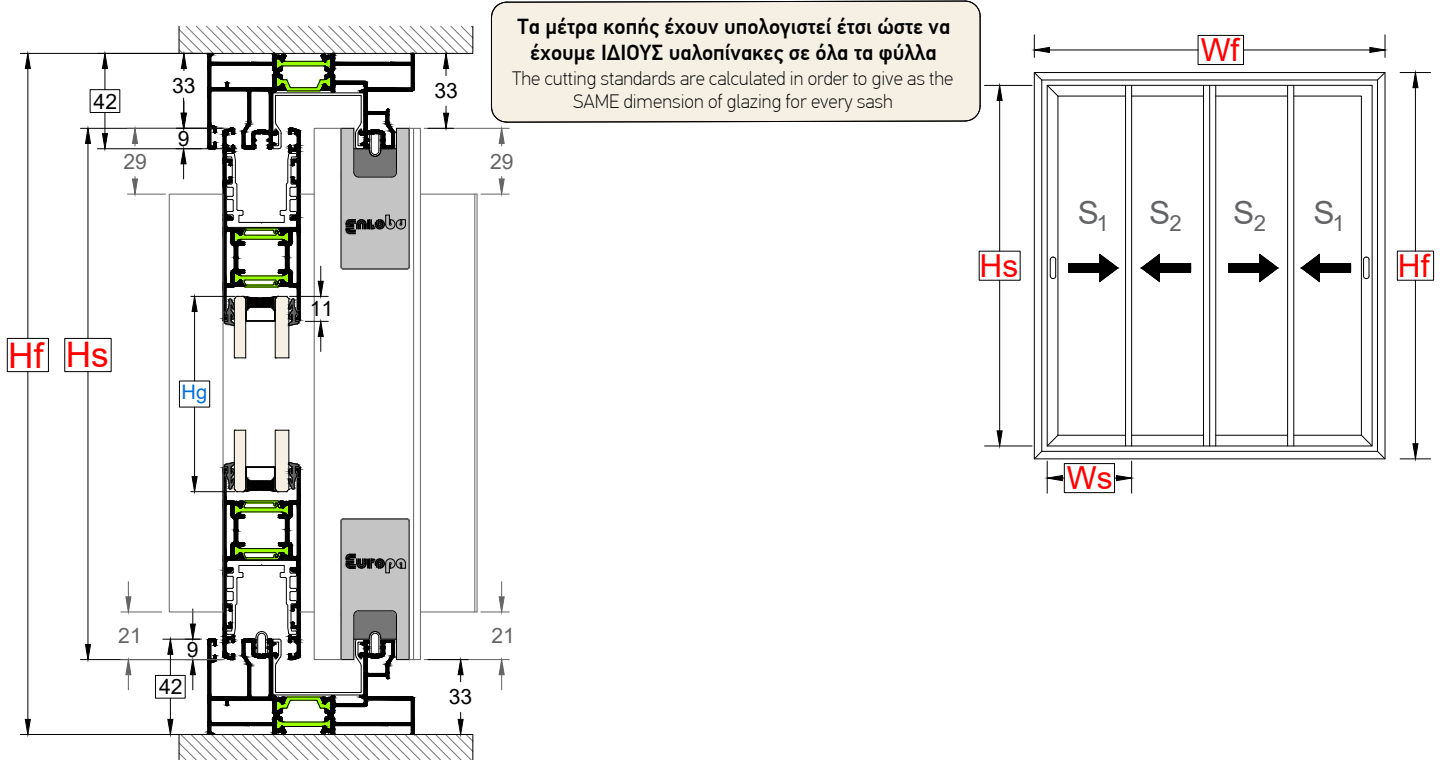 Τα μέτρα κοπής έχουν υπολογιστεί έτσι ώστε να
έχουμε ΙΔΙΟΥΣ υαλοπίνακες σε όλα τα φύλλα
The cutting standards are calculated in order to give as the
SAME dimension of glazing for every sash
33
42
9
29
33
29
Europa
11
Hf
Hs
Hg
Europa
21
9
42
21
33
Wf
S1
S2
S2
S1
Hs
Hf
Ws